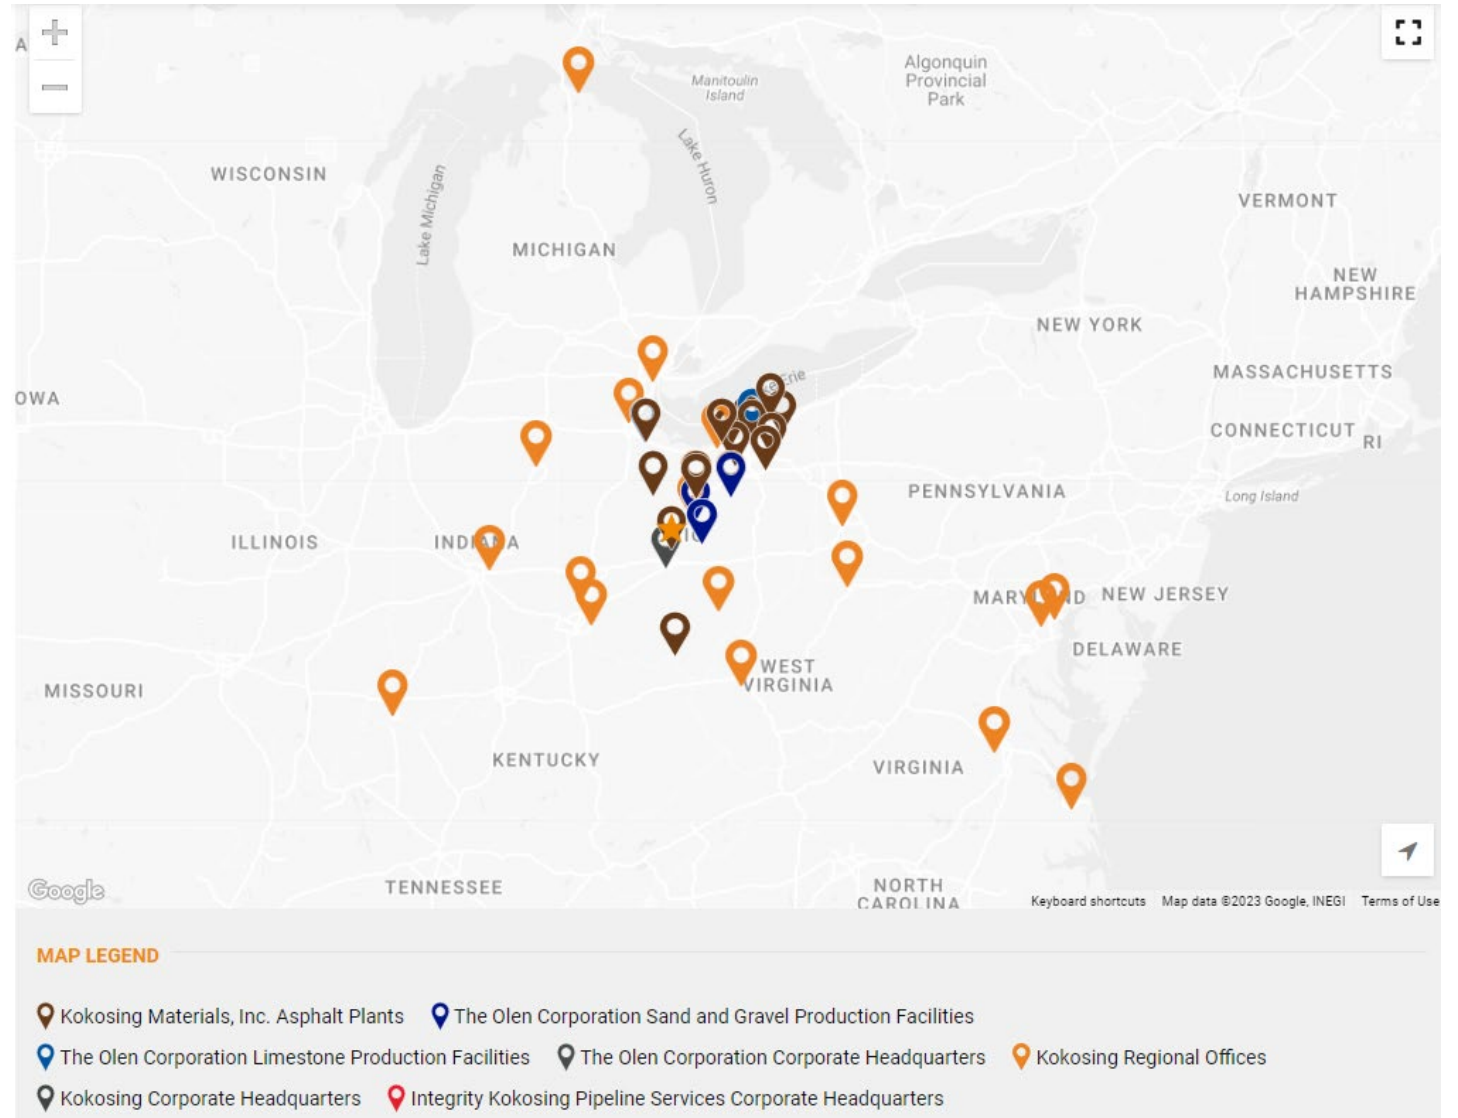 Algonquin
Provincial
Park
Manitoulin
Island
Lake Huron
WISCONSIN
Lake Michigan
VERMONT
MICHIGAN
NEW
HAMPSHIRE
NEW YORK
MASSACHUSETTS
OWA
CONNECTICUT
RI
PENNSYLVANIA
Long Island
ILLINOIS
MARYLAND
NEW JERSEY
DELAWARE
WEST
VIRGINIA
MISSOURI
KENTUCKY
VIRGINIA
TENNESSEE
NORTH
CAROLINA
Google
Keyboard shortcuts
Map data ©2023 Google, INEGI
Terms of Use
MAP LEGEND
Kokosing Materials, Inc. Asphalt Plants
The Olen Corporation Sand and Gravel Production Facilities
The Olen Corporation Limestone Production Facilities
The Olen Corporation Corporate Headquarters
Kokosing Regional Offices
Kokosing Corporate Headquarters
Integrity Kokosing Pipeline Services Corporate Headquarters